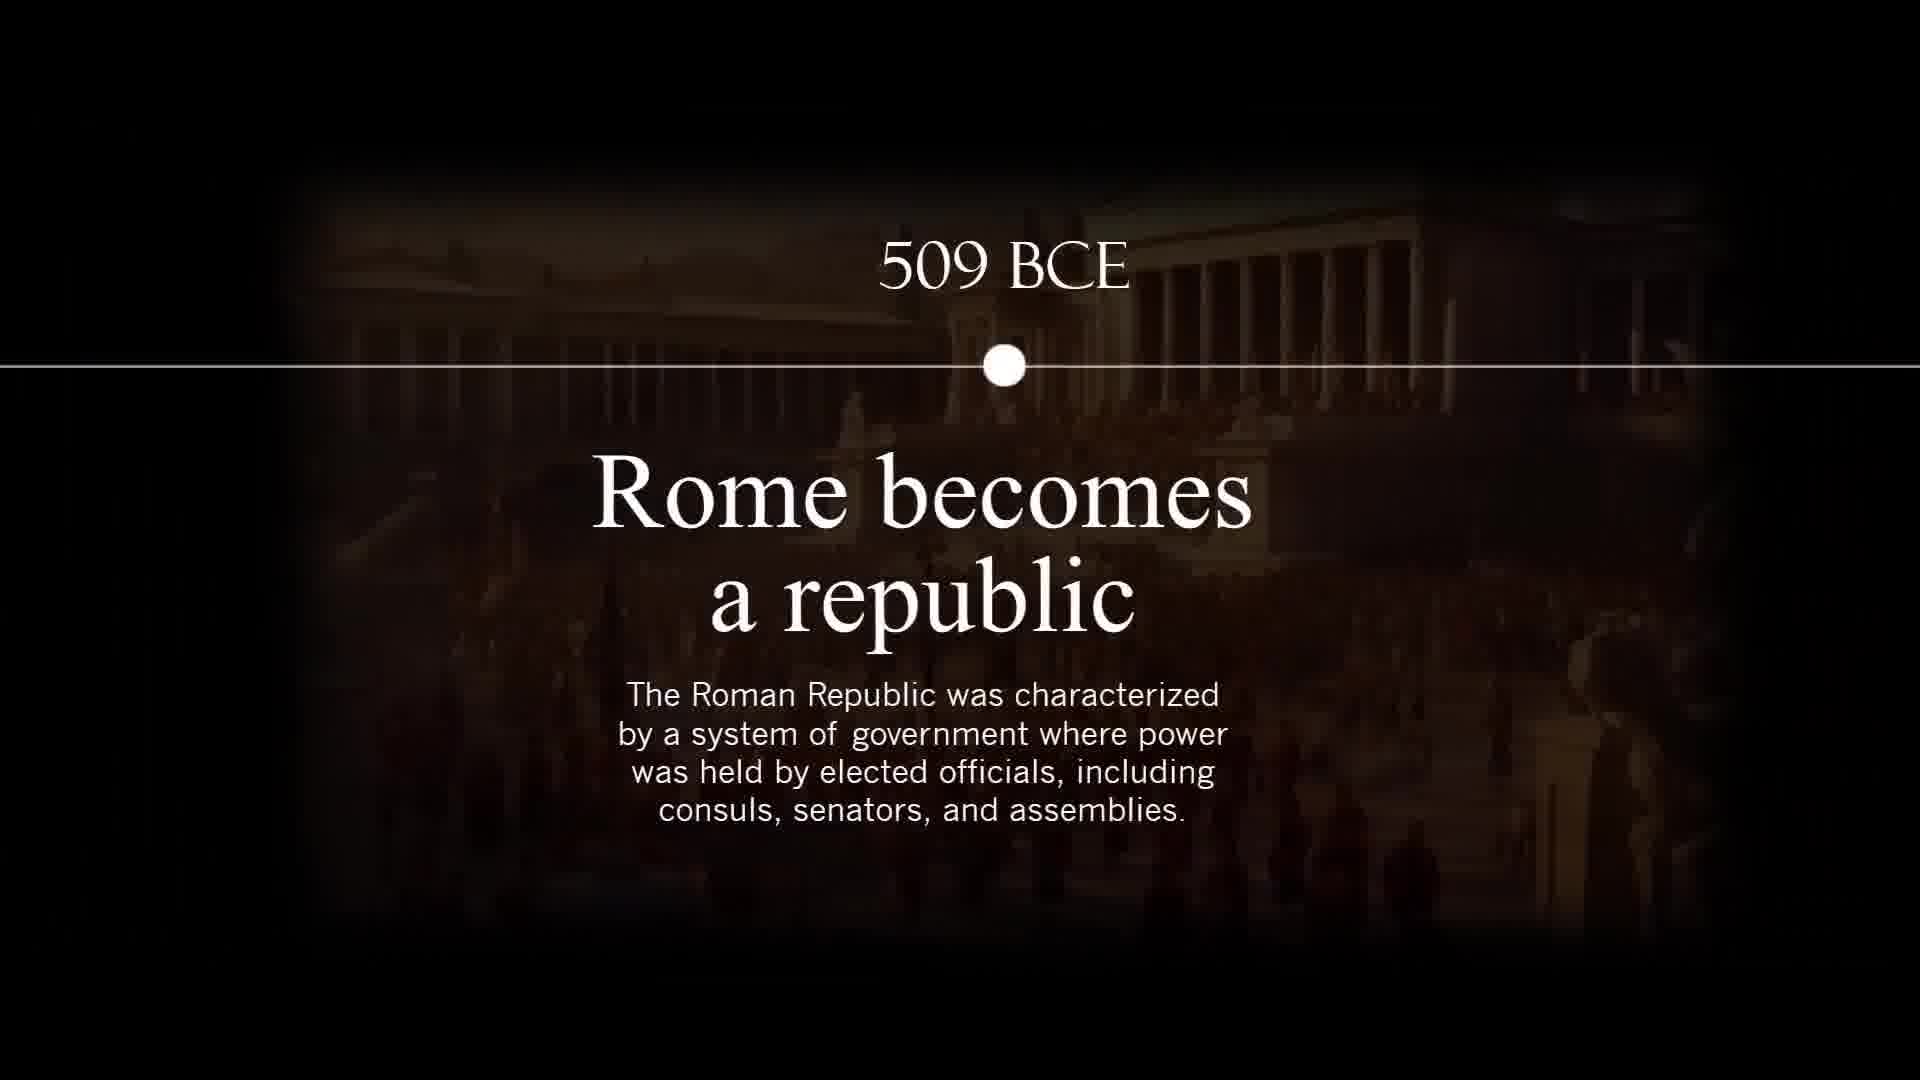 509 BCE
Rome becomes
a republic
The Roman Republic was characterized
by a system of government where power
was held by elected officials, including
consuls, senators, and assemblies.